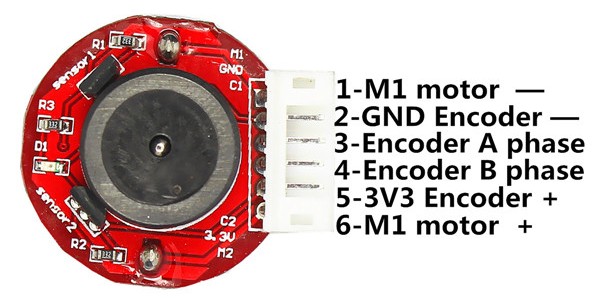 R1
M1
GND
C1
sensor1
R3
332
D1
sensor2
R2
C2
3.3V
M2
1-M1 motor —
2-GND Encoder —
3-Encoder A phase
4-Encoder B phase
5-3V3 Encoder +
6-M1 motor +